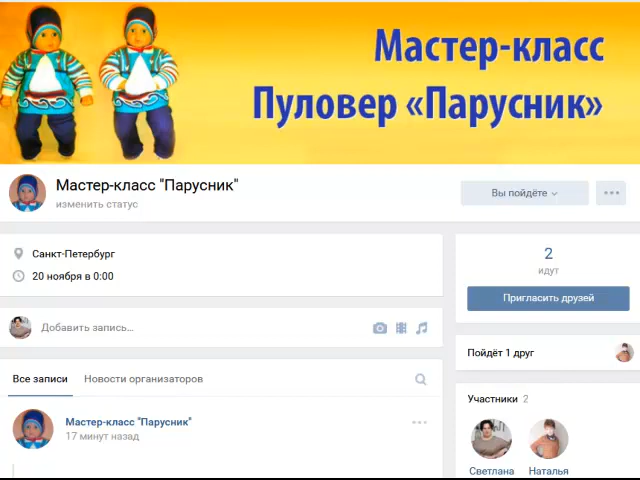 Мастер-класс
Пуловер «Парусник»
Мастер-класс "Парусник"
изменить статус
Вы пойдёте
Санкт-Петербург
20 ноября в 0:00
2
идут
Пригласить друзей
Добавить запись...
Пойдёт 1 друг
Все записи
Новости организаторов
Участники 2
Мастер-класс "Парусник"
17 минут назад
Светлана
Наталья